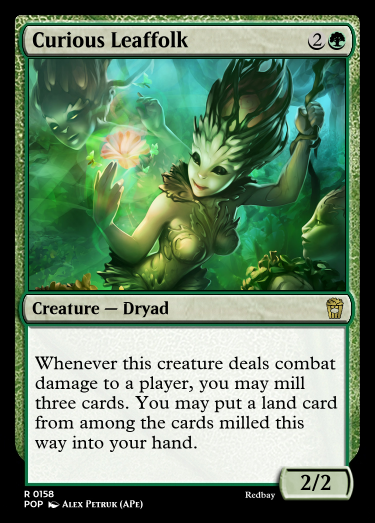 Curious Leaffolk 2
Creature — Dryad
Whenever this creature deals combat
damage to a player, you may mill
three cards. You may put a land card
from among the cards milled this
way into your hand.
2/2
R 0158
POP Alex Petruk (APe)
Redbay